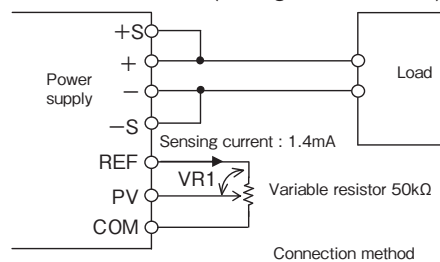 +S
+
Power
supply
Load
−
−S
Sensing current : 1.4mA
REF
VR1
Variable resistor 50kΩ
PV
COM
Connection method